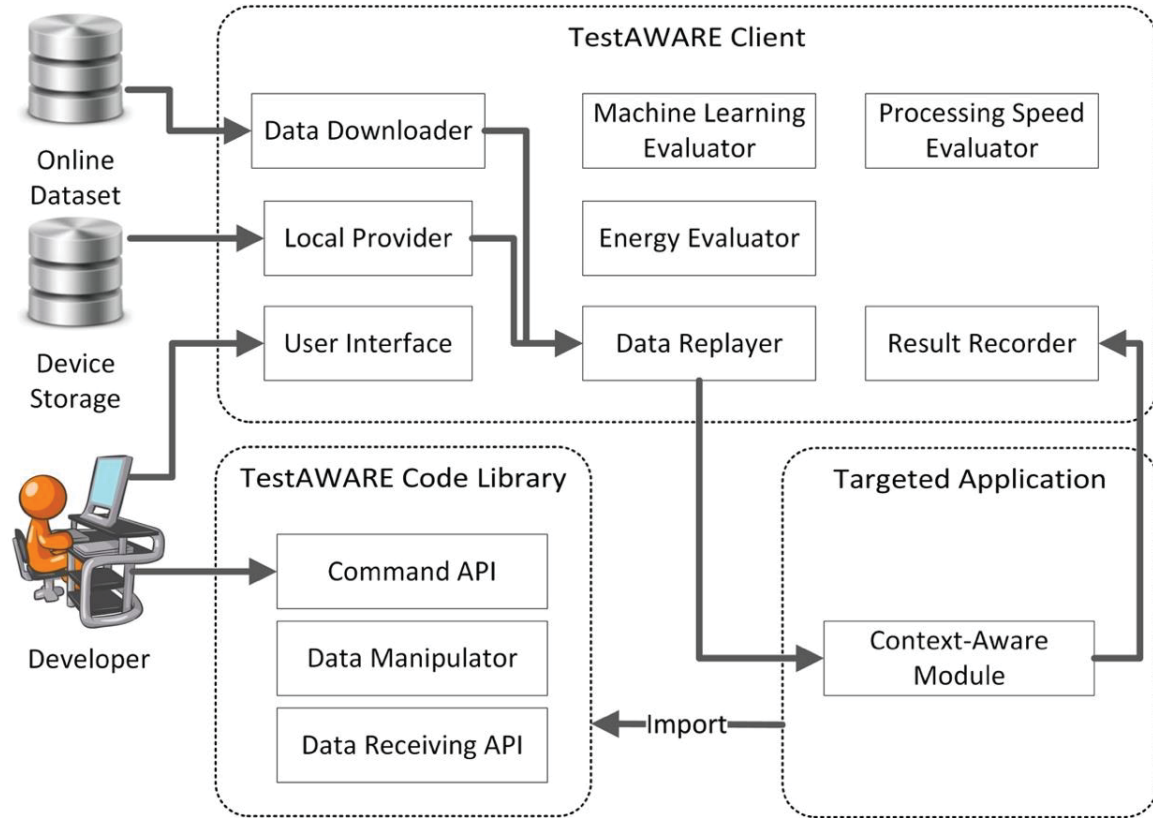 TestAWARE Client
Online
Dataset
Data Downloader
Machine Learning
Evaluator
Processing Speed
Evaluator
Device
Storage
Local Provider
Energy Evaluator
User Interface
Data Replayer
Result Recorder
Developer
TestAWARE Code Library
Command API
Data Manipulator
Data Receiving API
Import
Targeted Application
Context-Aware
Module